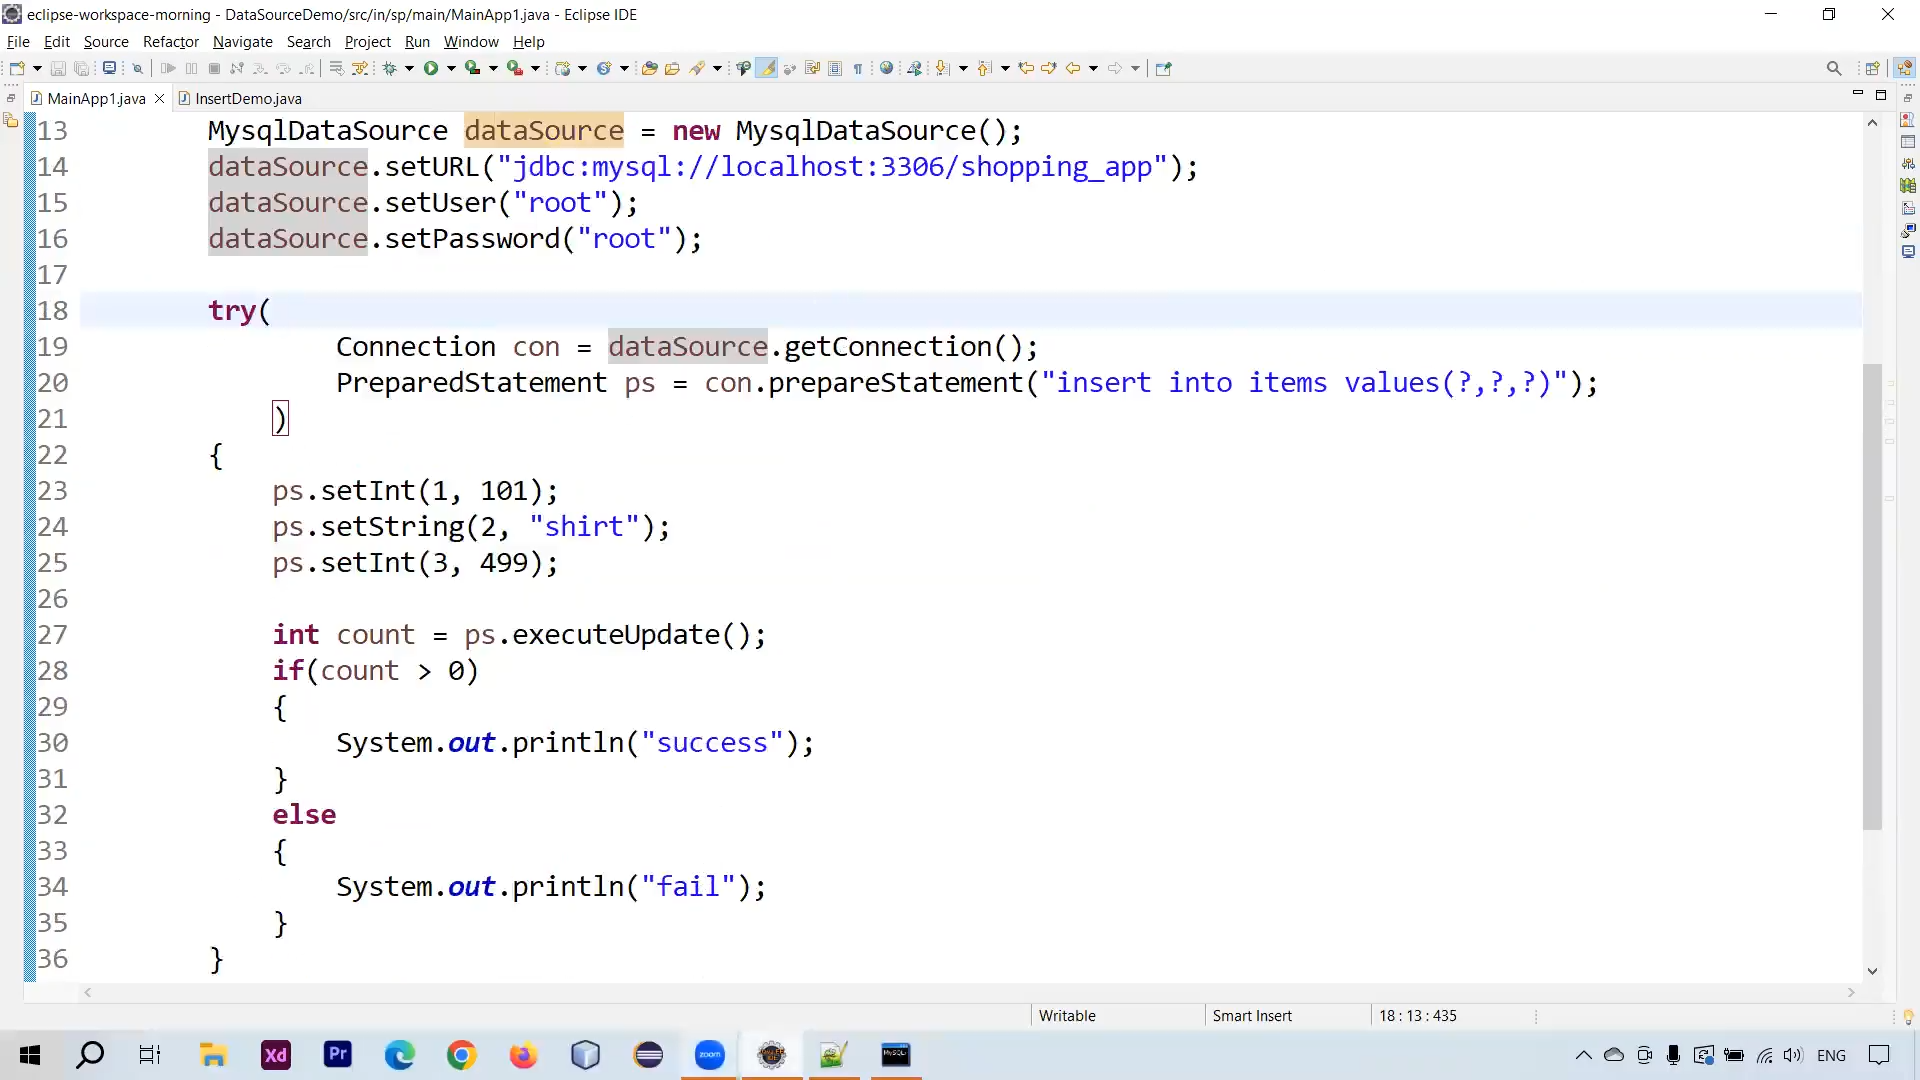 eclipse-workspace-morning - DataSourceDemo/src/in/sp/main/MainApp1.java - Eclipse IDE
File Edit Source Refactor Navigate Search Project Run Window Help
MainApp1.java InsertDemo.java
13 MysqlDataSource dataSource = new MysqlDataSource();
14 dataSource.setURL("jdbc:mysql://localhost:3306/shopping_app");
15 dataSource.setUser("root");
16 dataSource.setPassword("root");
17
18 try(
19 Connection con = dataSource.getConnection();
20 PreparedStatement ps = con.prepareStatement("insert into items values(?,?,?)");
21 )
22 {
23 ps.setInt(1, 101);
24 ps.setString(2, "shirt");
25 ps.setInt(3, 499);
26
27 int count = ps.executeUpdate();
28 if(count > 0)
29 {
30 System.out.println("success");
31 }
32 else
33 {
34 System.out.println("fail");
35 }
36 }
Writable Smart Insert 18 : 13 : 435
Xd Pr zoom MySQL ENG